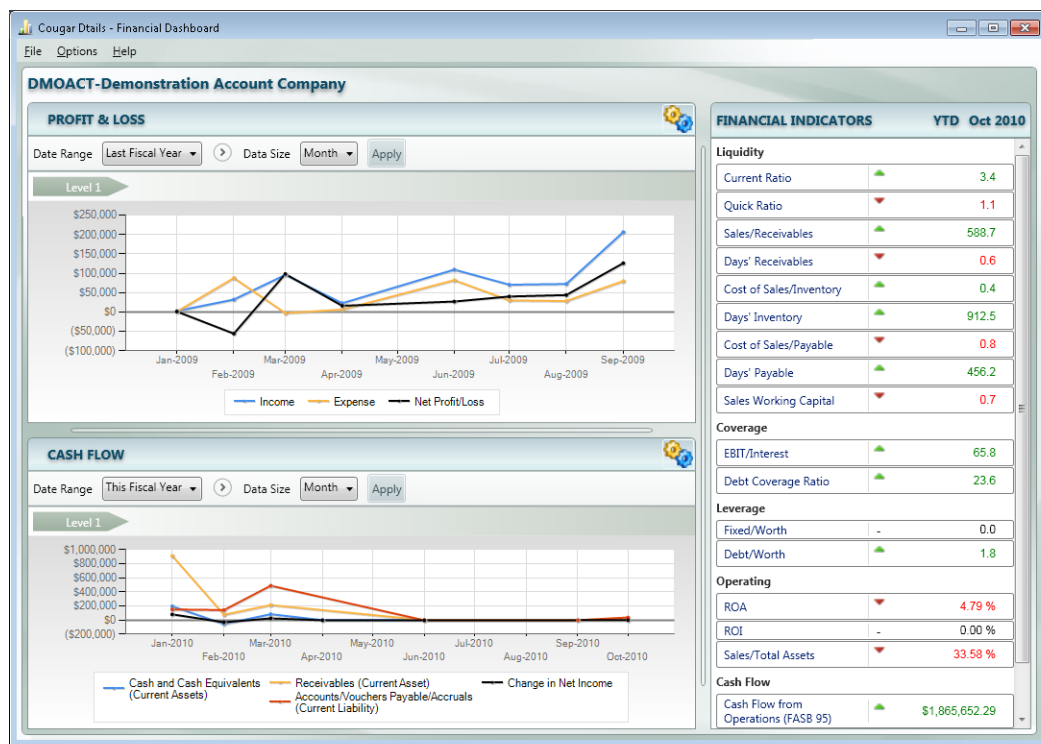 Cougar Dtails - Financial Dashboard
File Options Help
DMOACT-Demonstration Account Company
PROFIT & LOSS
Date Range Last Fiscal Year Data Size Month Apply
Level 1
$250,000
$200,000
$150,000
$100,000
$50,000
$0
($50,000)
($100,000)
Jan-2009 Mar-2009 May-2009 Jul-2009 Sep-2009
Feb-2009 Apr-2009 Jun-2009 Aug-2009
Income Expense Net Profit/Loss
CASH FLOW
Date Range This Fiscal Year Data Size Month Apply
Level 1
$1,000,000
$800,000
$600,000
$400,000
$200,000
$0
($200,000)
Jan-2010 Mar-2010 May-2010 Jul-2010 Sep-2010
Feb-2010 Apr-2010 Jun-2010 Aug-2010 Oct-2010
Cash and Cash Equivalents
(Current Assets)
Receivables (Current Asset)
Accounts/Vouchers Payable/Accruals
(Current Liability)
Change in Net Income
FINANCIAL INDICATORS YTD Oct 2010
Liquidity
Current Ratio 3.4
Quick Ratio 1.1
Sales/Receivables 588.7
Days' Receivables 0.6
Cost of Sales/Inventory 0.4
Days' Inventory 912.5
Cost of Sales/Payable 0.8
Days' Payable 456.2
Sales Working Capital 0.7
Coverage
EBIT/Interest 65.8
Debt Coverage Ratio 23.6
Leverage
Fixed/Worth - 0.0
Debt/Worth 1.8
Operating
ROA 4.79 %
ROI - 0.00 %
Sales/Total Assets 33.58 %
Cash Flow
Cash Flow from
Operations (FASB 95) $1,865,652.29